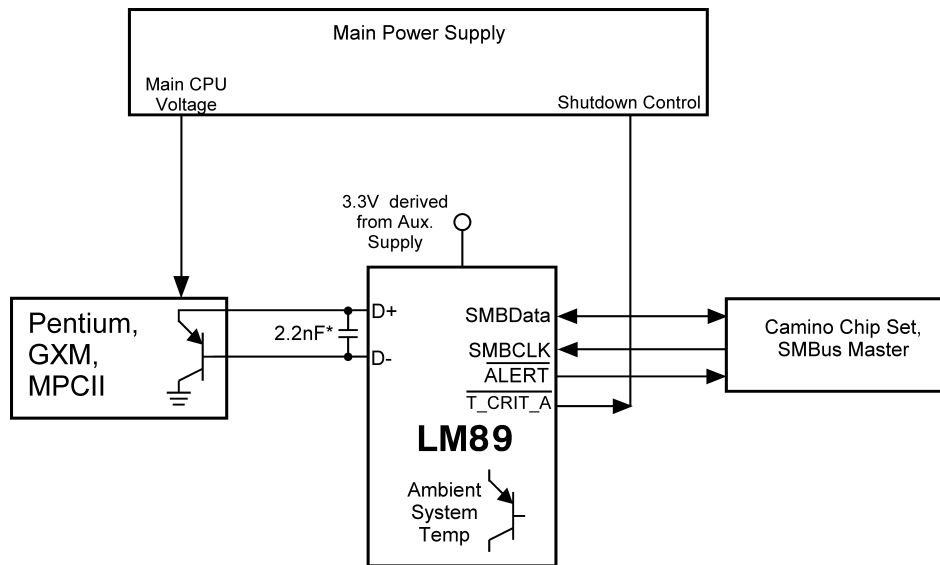 Main Power Supply
Main CPU
Voltage
Shutdown Control
3.3V derived
from Aux.
Supply
Pentium,
GXM,
MPCII
2.2nF*
D+
D-
SMBData
SMBCLK
ALERT
T_CRIT_A
LM89
Ambient
System
Temp
Camino Chip Set,
SMBus Master